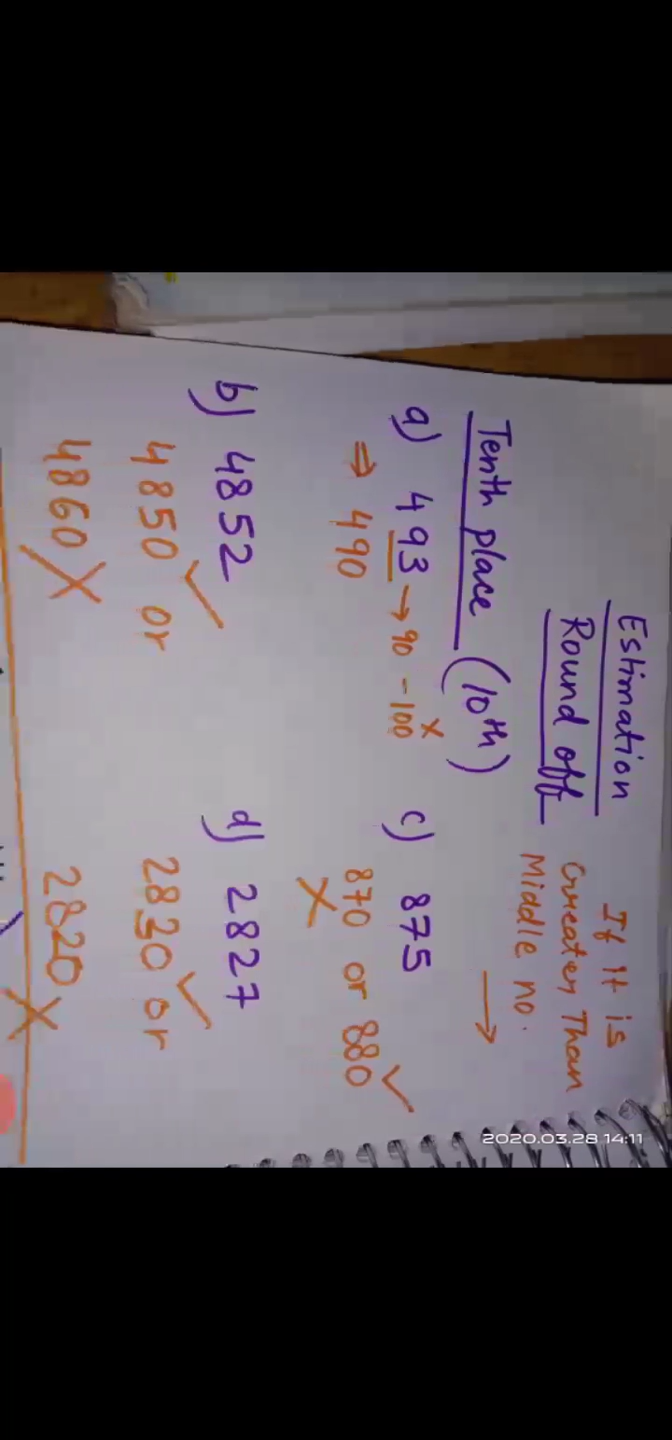 Estimation
Round off
If it is
Greater Than
Middle no.
→
Tenth place (10th)
a) 493 → 90 - 100 x
⇒ 490
c) 875
870 or 880 ✓
X
b) 4852
4850 ✓ or
4860 X
d) 2827
2830 ✓ or
2820 X
2020.03.28 14:11